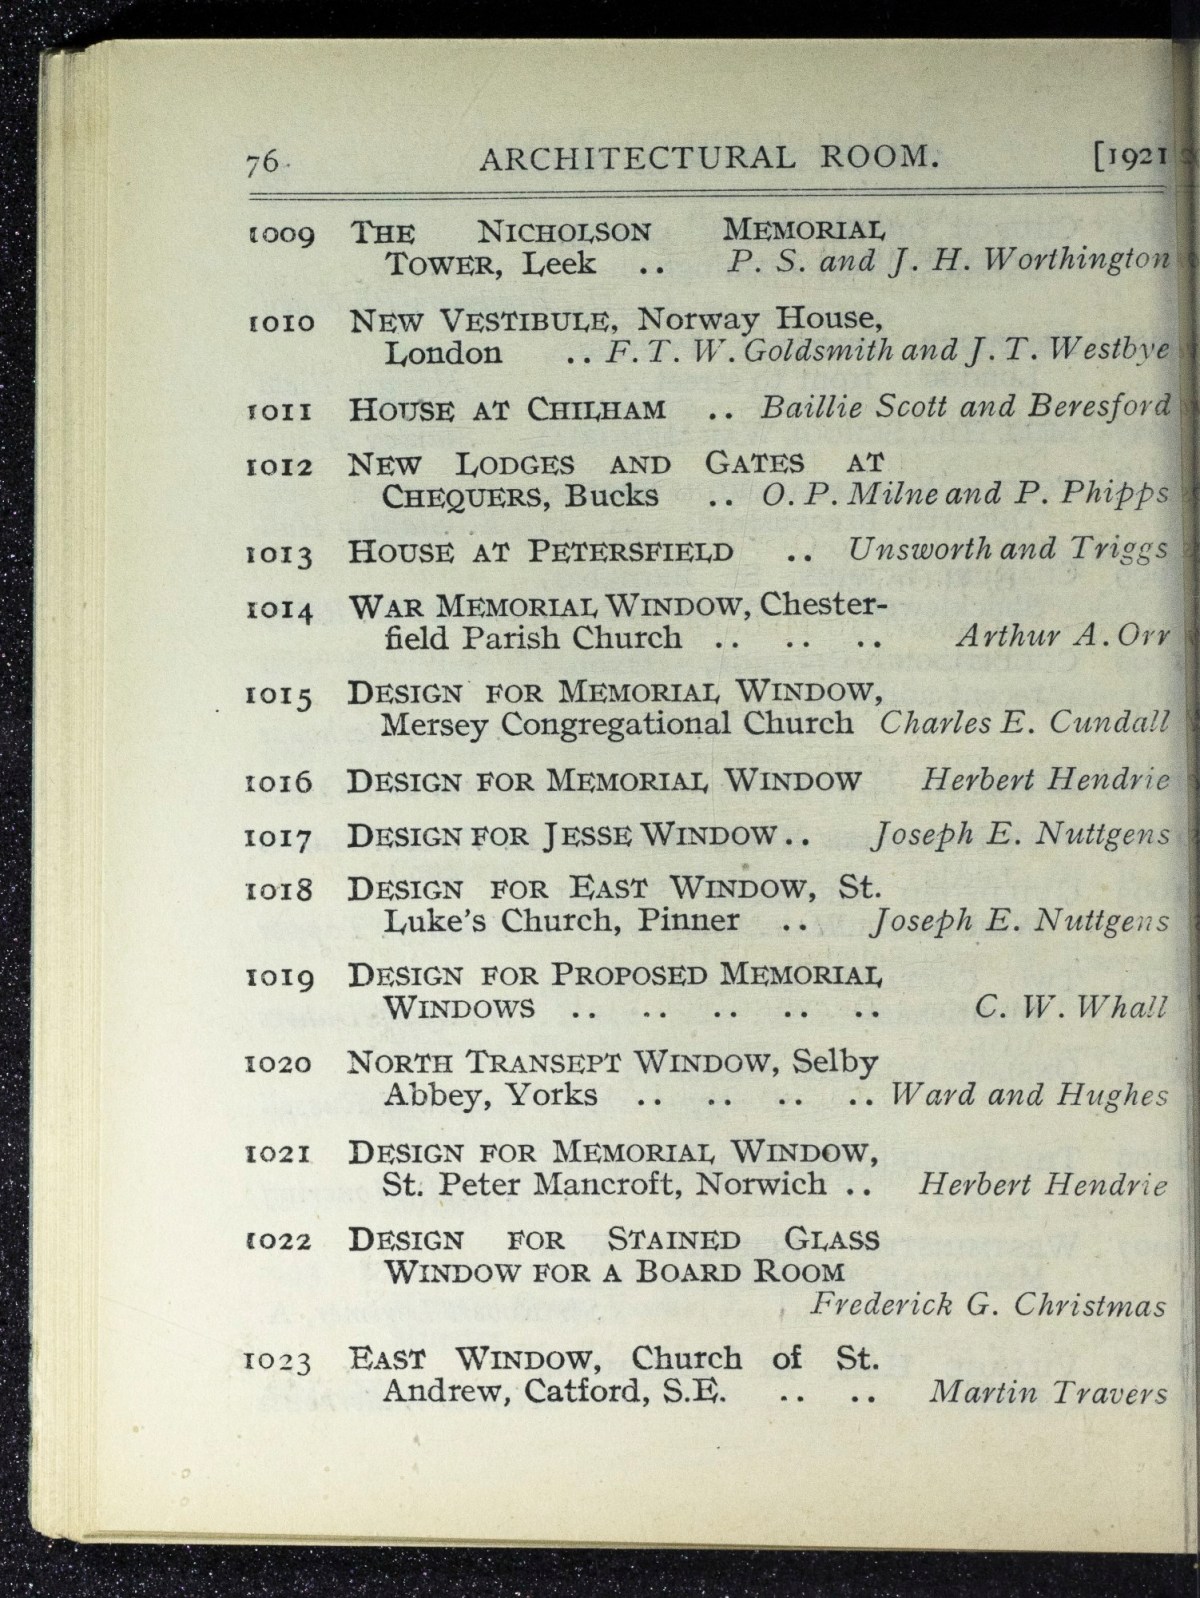 76 ARCHITECTURAL ROOM. [1921
1009 THE NICHOLSON MEMORIAL
TOWER, Leek .. P. S. and J. H. Worthington
1010 NEW VESTIBULE, Norway House,
London .. F. T. W. Goldsmith and J. T. Westbye
1011 HOUSE AT CHILHAM .. Baillie Scott and Beresford
1012 NEW LODGES AND GATES AT
CHEQUERS, Bucks .. O. P. Milne and P. Phipps
1013 HOUSE AT PETERSFIELD .. Unsworth and Triggs
1014 WAR MEMORIAL WINDOW, Chester-
field Parish Church .. .. .. Arthur A. Orr
1015 DESIGN FOR MEMORIAL WINDOW,
Mersey Congregational Church Charles E. Cundall
1016 DESIGN FOR MEMORIAL WINDOW Herbert Hendrie
1017 DESIGN FOR JESSE WINDOW .. Joseph E. Nuttgens
1018 DESIGN FOR EAST WINDOW, St.
Luke's Church, Pinner .. Joseph E. Nuttgens
1019 DESIGN FOR PROPOSED MEMORIAL
WINDOWS .. .. .. .. .. C. W. Whall
1020 NORTH TRANSEPT WINDOW, Selby
Abbey, Yorks .. .. .. .. Ward and Hughes
1021 DESIGN FOR MEMORIAL WINDOW,
St. Peter Mancroft, Norwich .. Herbert Hendrie
1022 DESIGN FOR STAINED GLASS
WINDOW FOR A BOARD ROOM
Frederick G. Christmas
1023 EAST WINDOW, Church of St.
Andrew, Catford, S.E. .. .. Martin Travers